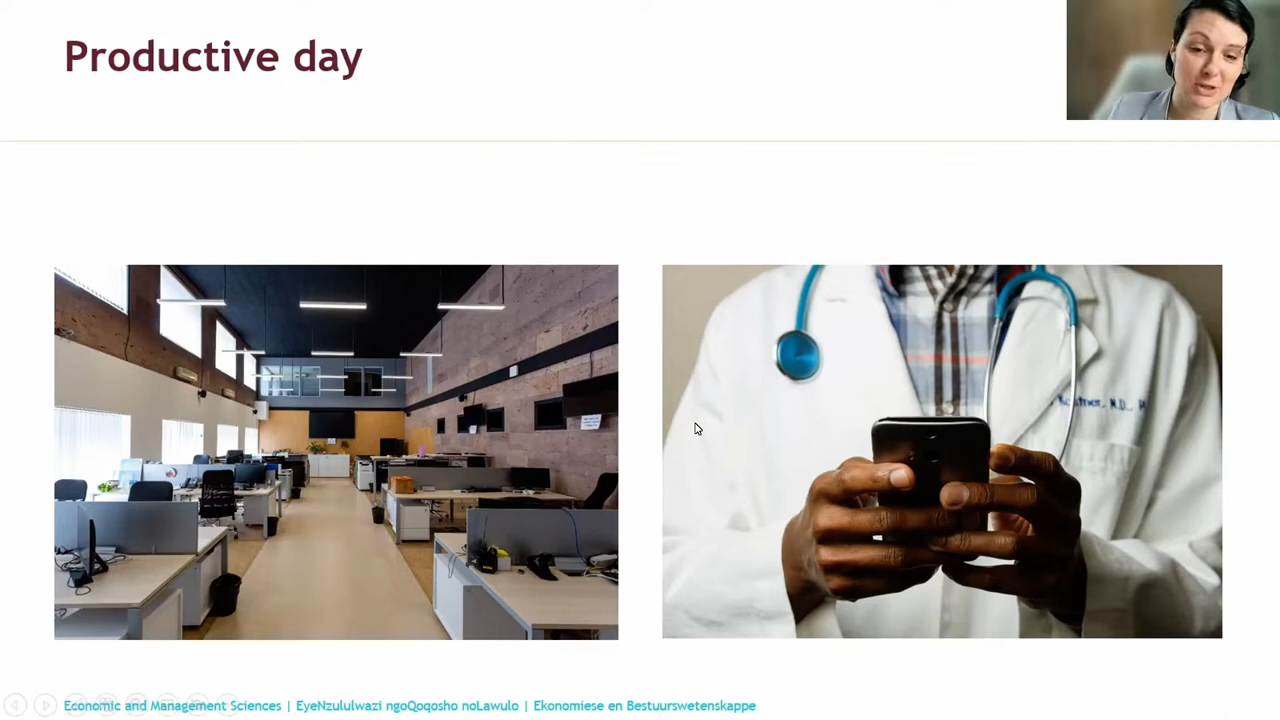 Productive day
Economic and Management Sciences | EyeNzululwazi ngoQoqosho noLawulo | Ekonomiese en Bestuurswetenskappe